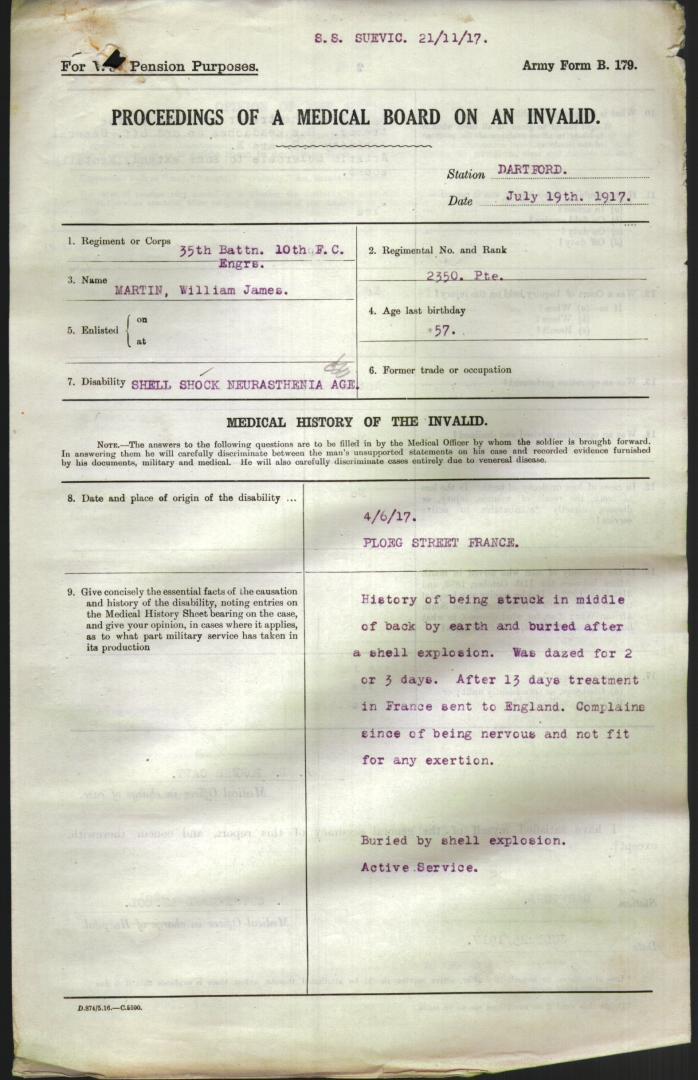 S.S. SUEVIC. 21/11/17.
For Pension Purposes.
Army Form B. 179.
PROCEEDINGS OF A MEDICAL BOARD ON AN INVALID.
Station DARTFORD.
Date July 19th. 1917.
1. Regiment or Corps 35th Battn. 10th F.C.
Engrs.
2. Regimental No. and Rank
2350. Pte.
3. Name
MARTIN, William James.
4. Age last birthday
57.
5. Enlisted { on
at
6. Former trade or occupation
7. Disability SHELL SHOCK NEURASTHENIA AGE.
MEDICAL HISTORY OF THE INVALID.
NOTE.—The answers to the following questions are to be filled in by the Medical Officer by whom the soldier is brought forward.
In answering them he will carefully discriminate between the man's unsupported statements on his case and recorded evidence furnished
by his documents, military and medical. He will also carefully discriminate cases entirely due to venereal disease.
8. Date and place of origin of the disability ...
4/6/17.
PLOEG STREET FRANCE.
9. Give concisely the essential facts of the causation
and history of the disability, noting entries on
the Medical History Sheet bearing on the case,
and give your opinion, in cases where it applies,
as to what part military service has taken in
its production
History of being struck in middle
of back by earth and buried after
a shell explosion. Was dazed for 2
or 3 days. After 13 days treatment
in France sent to England. Complains
since of being nervous and not fit
for any exertion.
Buried by shell explosion.
Active Service.
D.874/5.16.—C.5590.